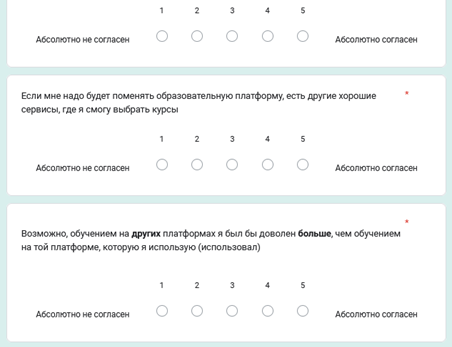 1 2 3 4 5
Абсолютно не согласен Абсолютно согласен
Если мне надо будет поменять образовательную платформу, есть другие хорошие *
сервисы, где я смогу выбрать курсы
1 2 3 4 5
Абсолютно не согласен Абсолютно согласен
*
Возможно, обучением на других платформах я был бы доволен больше, чем обучением
на той платформе, которую я использую (использовал)
1 2 3 4 5
Абсолютно не согласен Абсолютно согласен